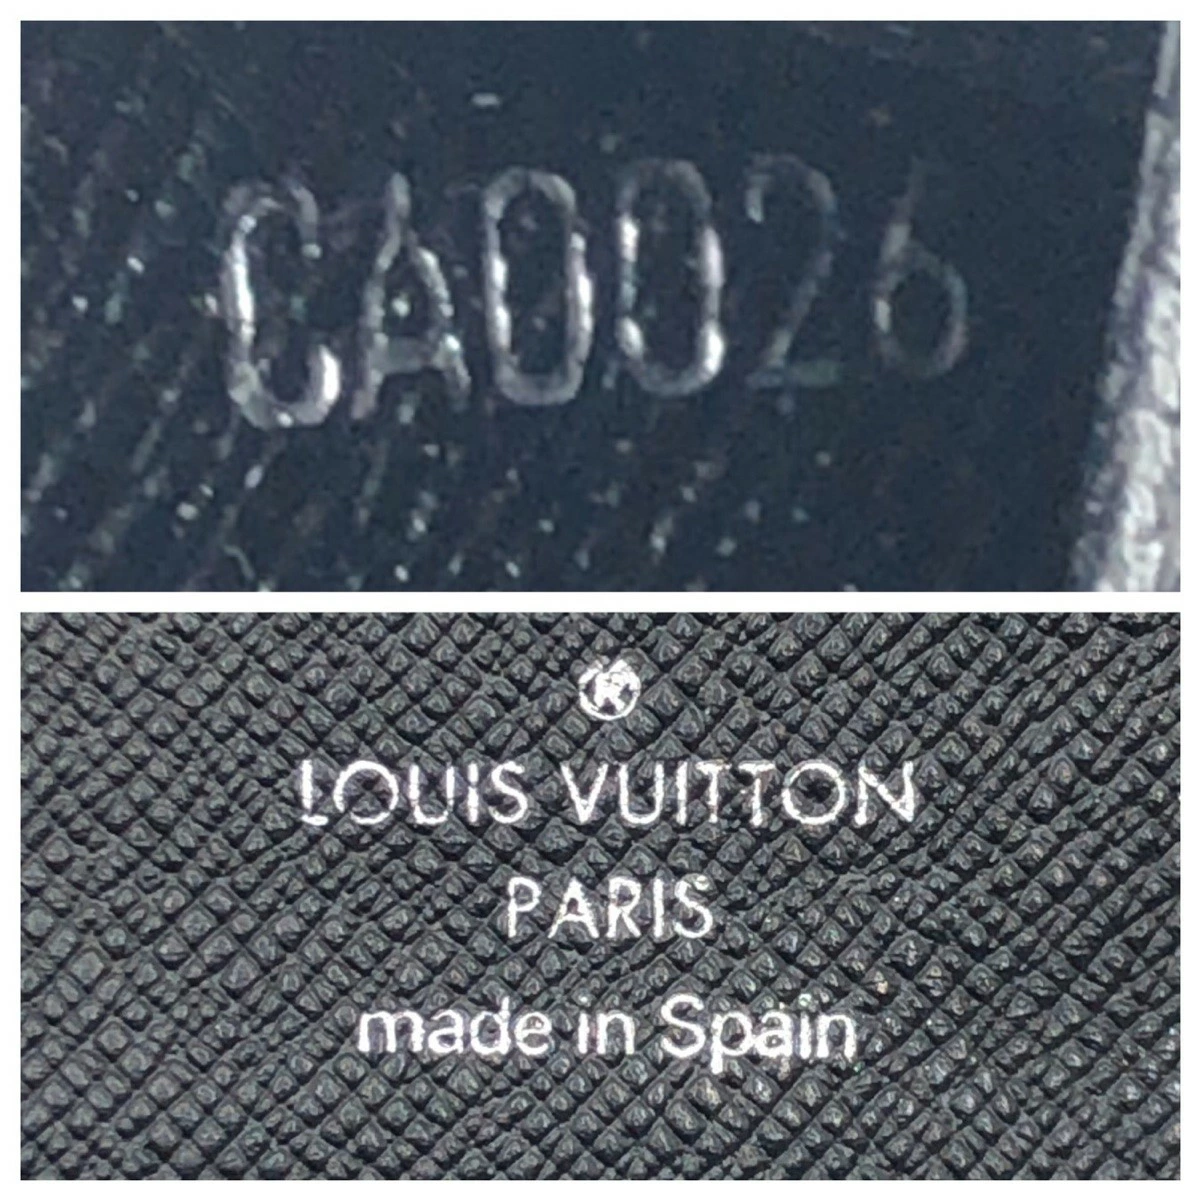 CA0026
®
LOUIS VUITTON
PARIS
made in Spain